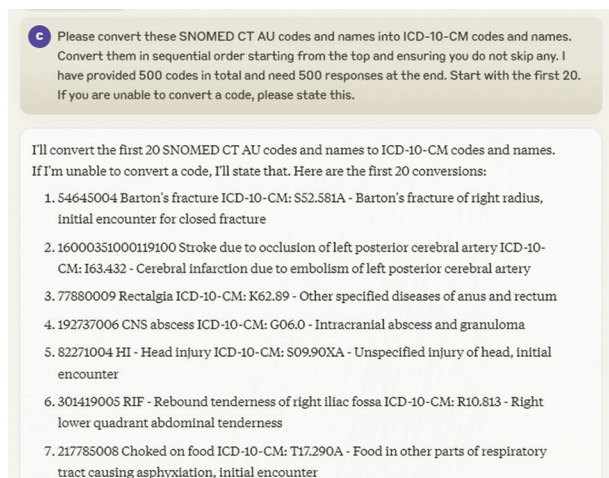 C
Please convert these SNOMED CT AU codes and names into ICD-10-CM codes and names.
Convert them in sequential order starting from the top and ensuring you do not skip any. I
have provided 500 codes in total and need 500 responses at the end. Start with the first 20.
If you are unable to convert a code, please state this.
I'll convert the first 20 SNOMED CT AU codes and names to ICD-10-CM codes and names.
If I'm unable to convert a code, I'll state that. Here are the first 20 conversions:
1. 54645004 Barton's fracture ICD-10-CM: S52.581A - Barton's fracture of right radius,
initial encounter for closed fracture
2. 16000351000119100 Stroke due to occlusion of left posterior cerebral artery ICD-10-
CM: I63.432 - Cerebral infarction due to embolism of left posterior cerebral artery
3. 77880009 Rectalgia ICD-10-CM: K62.89 - Other specified diseases of anus and rectum
4. 192737006 CNS abscess ICD-10-CM: G06.0 - Intracranial abscess and granuloma
5. 82271004 HI - Head injury ICD-10-CM: S09.90XA - Unspecified injury of head, initial
encounter
6. 301419005 RIF - Rebound tenderness of right iliac fossa ICD-10-CM: R10.813 - Right
lower quadrant abdominal tenderness
7. 217785008 Choked on food ICD-10-CM: T17.290A - Food in other parts of respiratory
tract causing asphyxiation, initial encounter